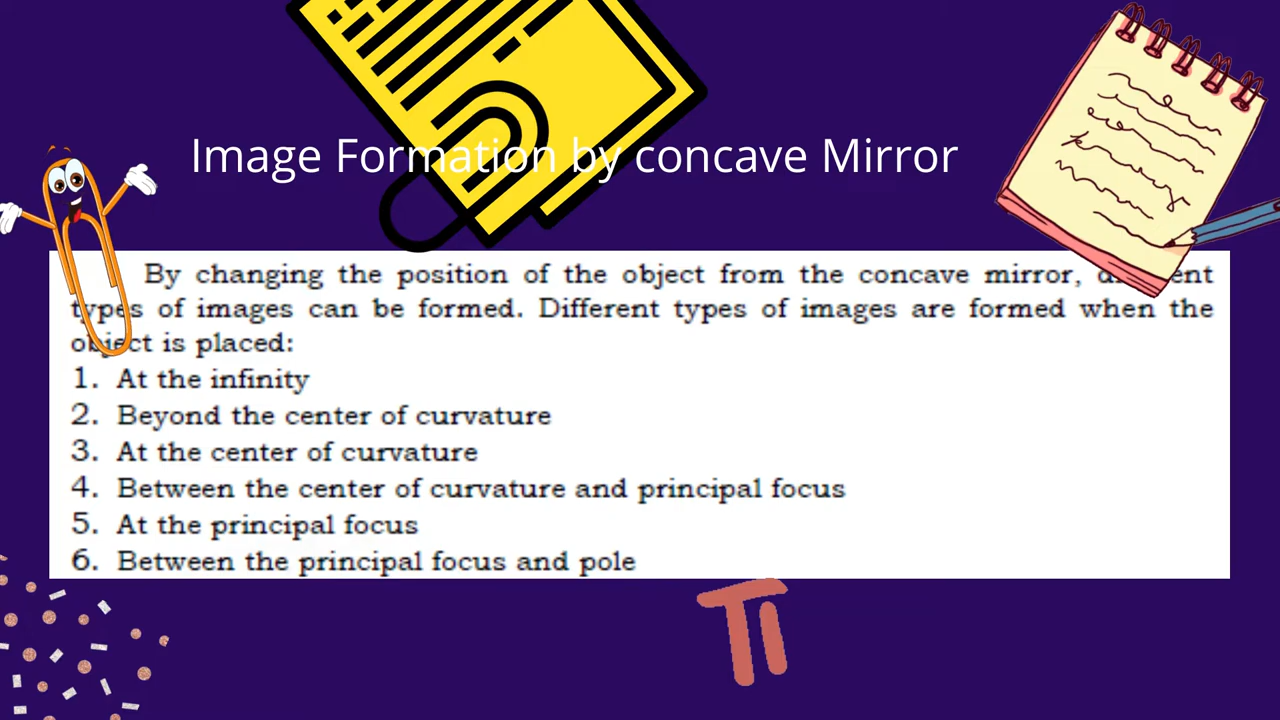 Image Formation by concave Mirror
By changing the position of the object from the concave mirror,
types of images can be formed. Different types of images are formed when the
object is placed:
1. At the infinity
2. Beyond the center of curvature
3. At the center of curvature
4. Between the center of curvature and principal focus
5. At the principal focus
6. Between the principal focus and pole